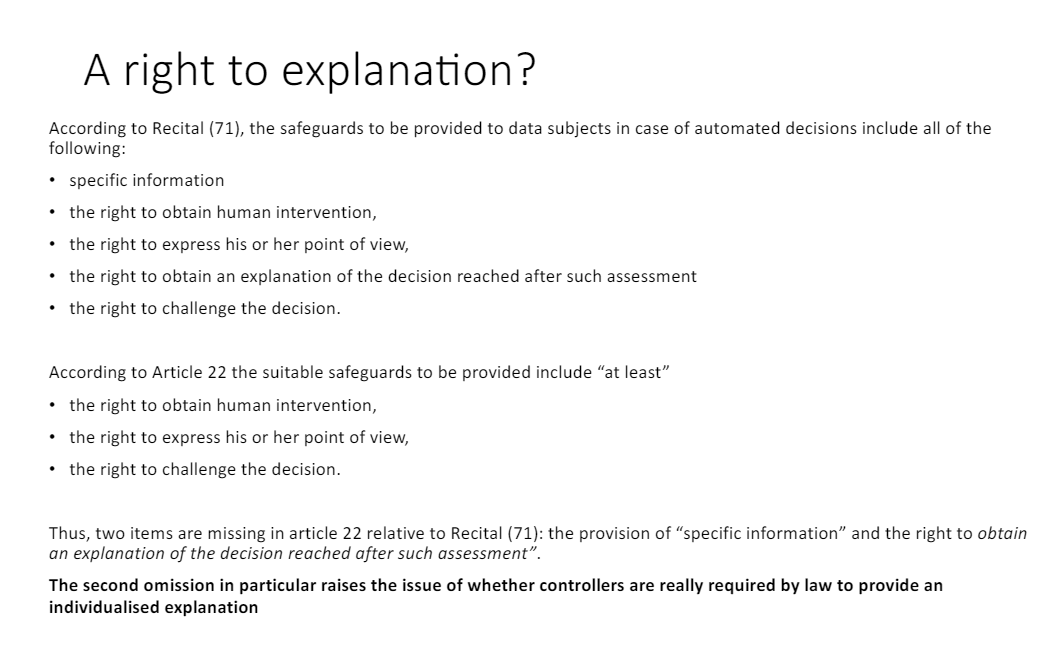 A right to explanation?
According to Recital (71), the safeguards to be provided to data subjects in case of automated decisions include all of the
following:
• specific information
• the right to obtain human intervention,
• the right to express his or her point of view,
• the right to obtain an explanation of the decision reached after such assessment
• the right to challenge the decision.
According to Article 22 the suitable safeguards to be provided include “at least”
• the right to obtain human intervention,
• the right to express his or her point of view,
• the right to challenge the decision.
Thus, two items are missing in article 22 relative to Recital (71): the provision of “specific information” and the right to obtain
an explanation of the decision reached after such assessment”.
The second omission in particular raises the issue of whether controllers are really required by law to provide an
individualised explanation